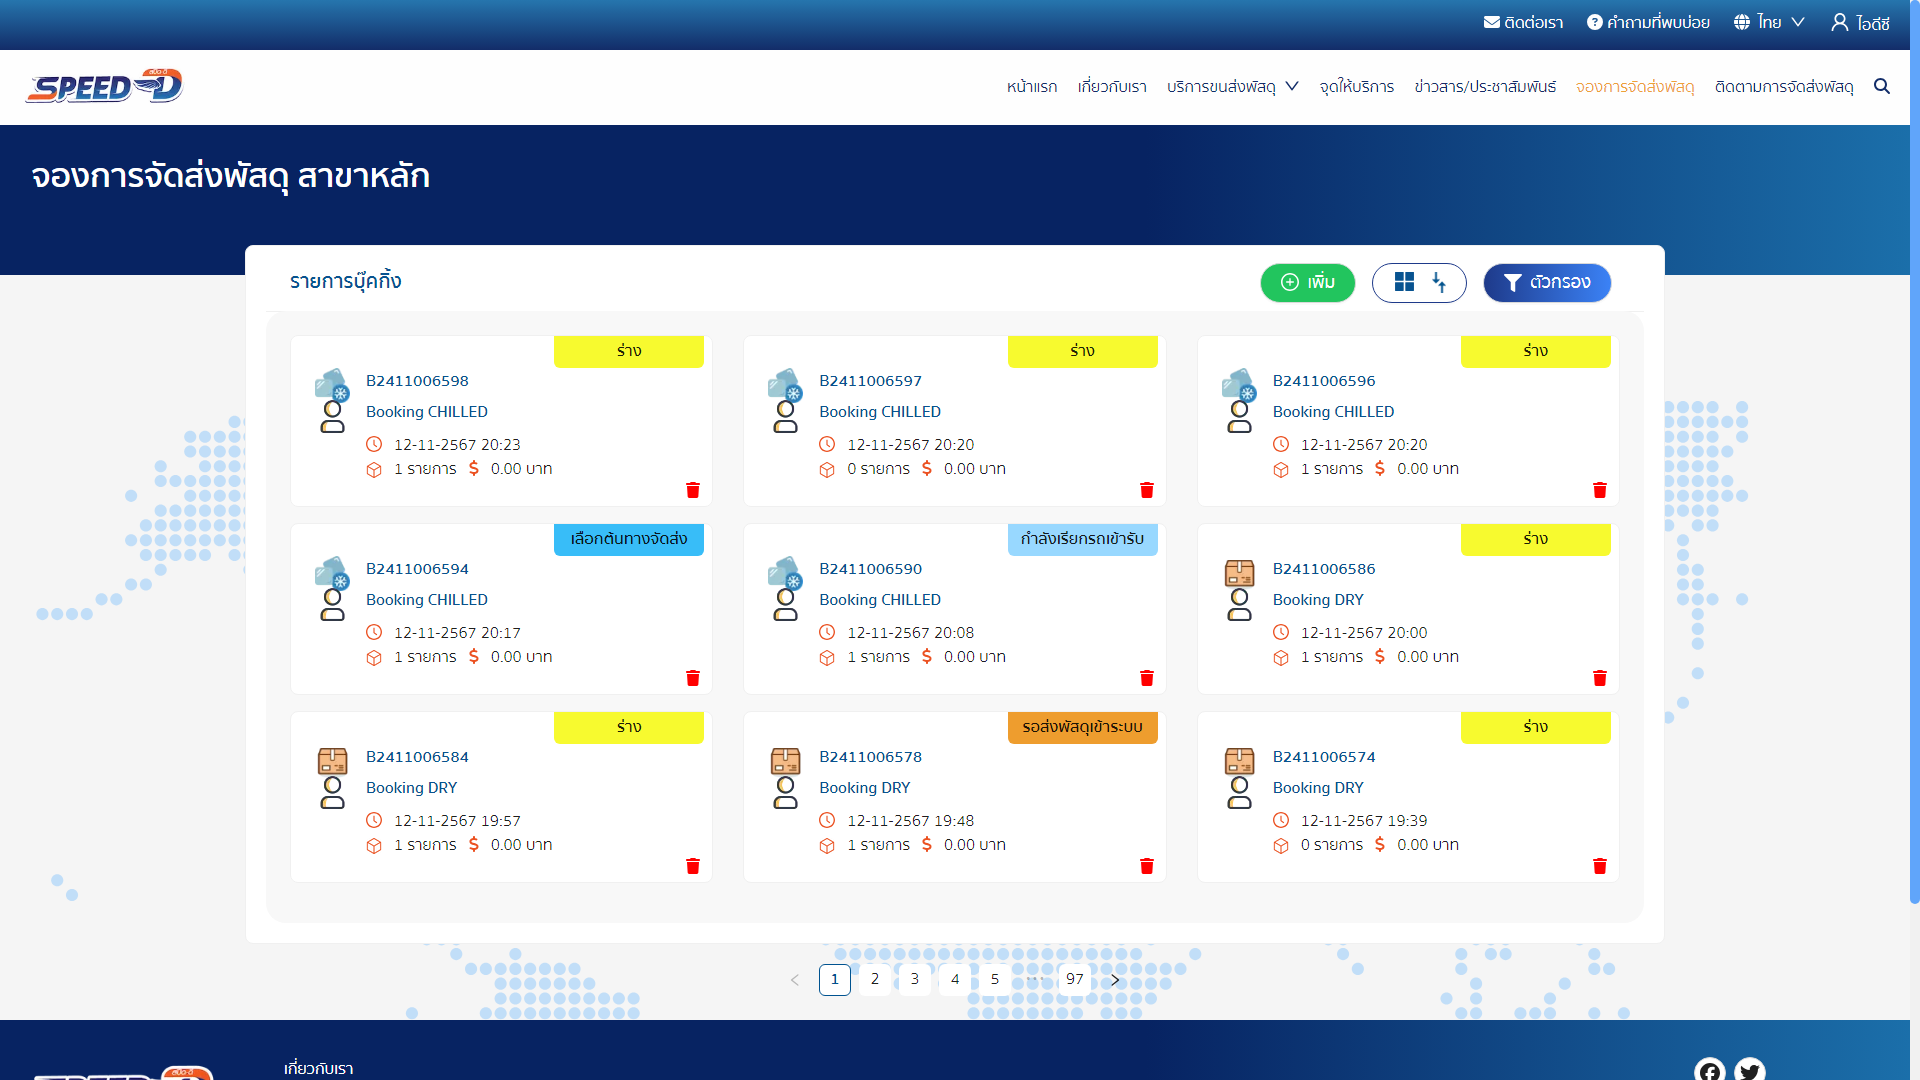 ติดต่อเรา คำถามที่พบบ่อย ไทย ไอดีซี
SPEED-D
หน้าแรก เกี่ยวกับเรา บริการขนส่งพัสดุ จุดให้บริการ ข่าวสาร/ประชาสัมพันธ์ จองการจัดส่งพัสดุ ติดตามการจัดส่งพัสดุ
จองการจัดส่งพัสดุ สาขาหลัก
รายการบุ๊คกิ้ง
เพิ่ม
ตัวกรอง
ร่าง
B2411006598
Booking CHILLED
12-11-2567 20:23
1 รายการ $ 0.00 บาท
ร่าง
B2411006597
Booking CHILLED
12-11-2567 20:20
0 รายการ $ 0.00 บาท
ร่าง
B2411006596
Booking CHILLED
12-11-2567 20:20
1 รายการ $ 0.00 บาท
เลือกต้นทางจัดส่ง
B2411006594
Booking CHILLED
12-11-2567 20:17
1 รายการ $ 0.00 บาท
กำลังเรียกรถเข้ารับ
B2411006590
Booking CHILLED
12-11-2567 20:08
1 รายการ $ 0.00 บาท
ร่าง
B2411006586
Booking DRY
12-11-2567 20:00
1 รายการ $ 0.00 บาท
ร่าง
B2411006584
Booking DRY
12-11-2567 19:57
1 รายการ $ 0.00 บาท
รอส่งพัสดุเข้าระบบ
B2411006578
Booking DRY
12-11-2567 19:48
1 รายการ $ 0.00 บาท
ร่าง
B2411006574
Booking DRY
12-11-2567 19:39
0 รายการ $ 0.00 บาท
< 1 2 3 4 5 ••• 97 >
เกี่ยวกับเรา